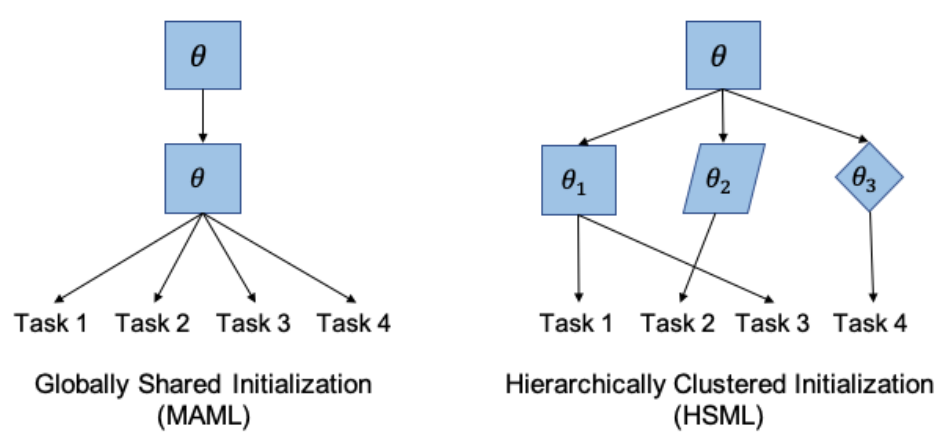 θ
θ
Task 1 Task 2 Task 3 Task 4
Globally Shared Initialization
(MAML)
θ
θ₁ θ₂ θ₃
Task 1 Task 2 Task 3 Task 4
Hierarchically Clustered Initialization
(HSML)